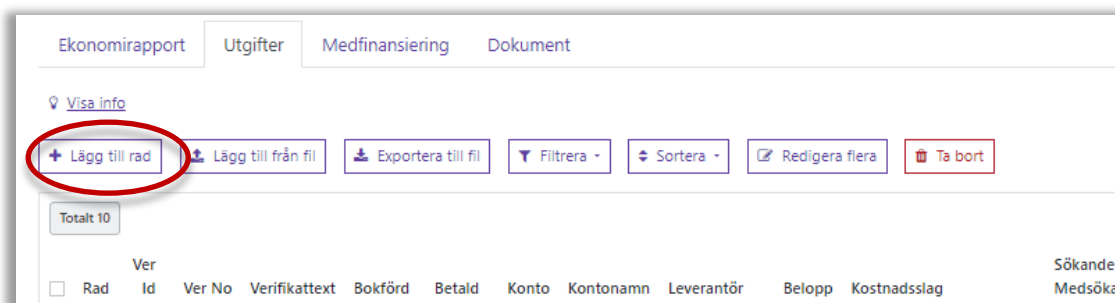 Ekonomirapport Utgifter Medfinansiering Dokument
Visa info
Lägg till rad Lägg till från fil Exportera till fil Filtrera Sortera Redigera flera Ta bort
Totalt 10
Ver Sökande
Rad Id Ver No Verifikattext Bokförd Betald Konto Kontonamn Leverantör Belopp Kostnadsslag